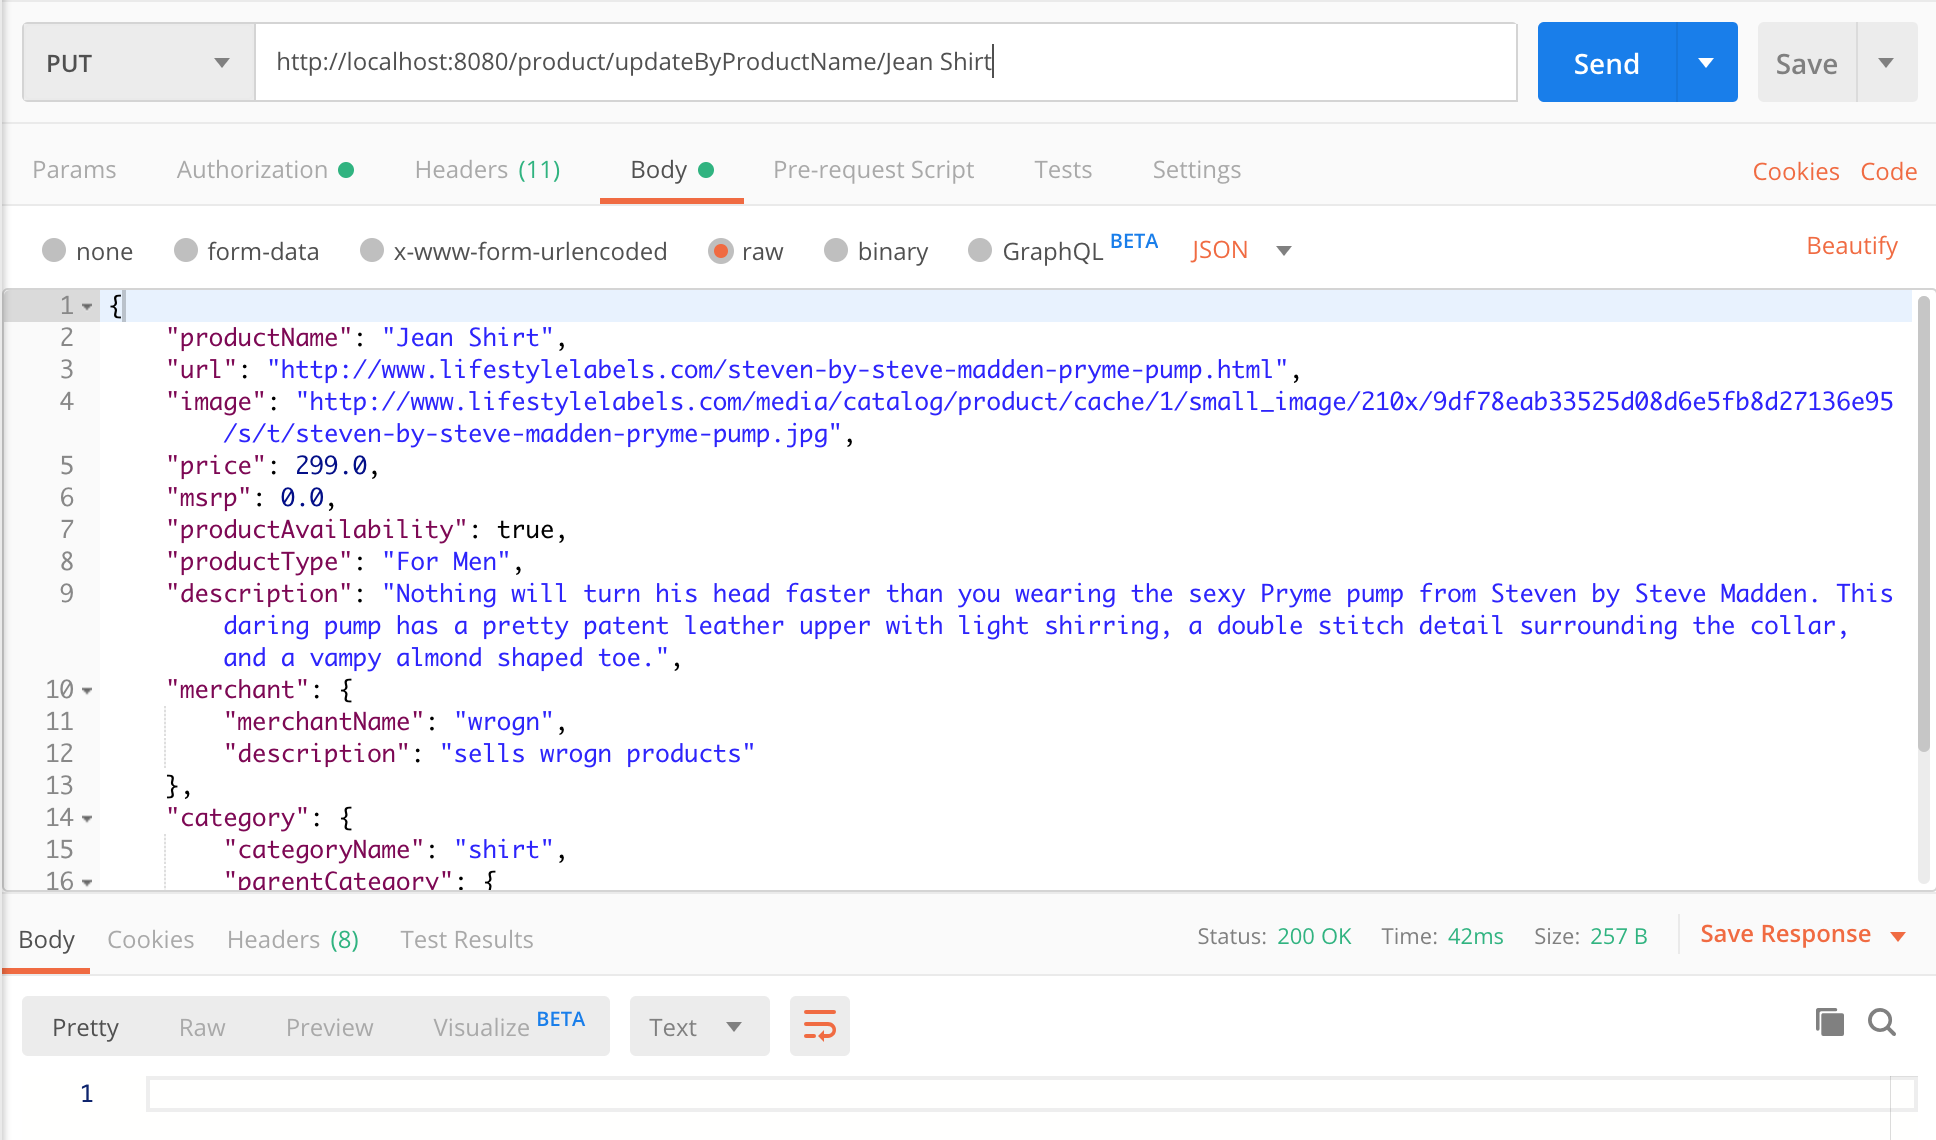 PUT http://localhost:8080/product/updateByProductName/Jean Shirt Send Save
Params Authorization Headers (11) Body Pre-request Script Tests Settings Cookies Code
none form-data x-www-form-urlencoded raw binary GraphQL BETA JSON Beautify
1 {
2 "productName": "Jean Shirt",
3 "url": "http://www.lifestylelabels.com/steven-by-steve-madden-pryme-pump.html",
4 "image": "http://www.lifestylelabels.com/media/catalog/product/cache/1/small_image/210x/9df78eab33525d08d6e5fb8d27136e95
/s/t/steven-by-steve-madden-pryme-pump.jpg",
5 "price": 299.0,
6 "msrp": 0.0,
7 "productAvailability": true,
8 "productType": "For Men",
9 "description": "Nothing will turn his head faster than you wearing the sexy Pryme pump from Steven by Steve Madden. This
daring pump has a pretty patent leather upper with light shirring, a double stitch detail surrounding the collar,
and a vampy almond shaped toe.",
10 "merchant": {
11 "merchantName": "wrogn",
12 "description": "sells wrogn products"
13 },
14 "category": {
15 "categoryName": "shirt",
16 "parentCategory": {
Body Cookies Headers (8) Test Results Status: 200 OK Time: 42ms Size: 257 B Save Response
Pretty Raw Preview Visualize BETA Text
1